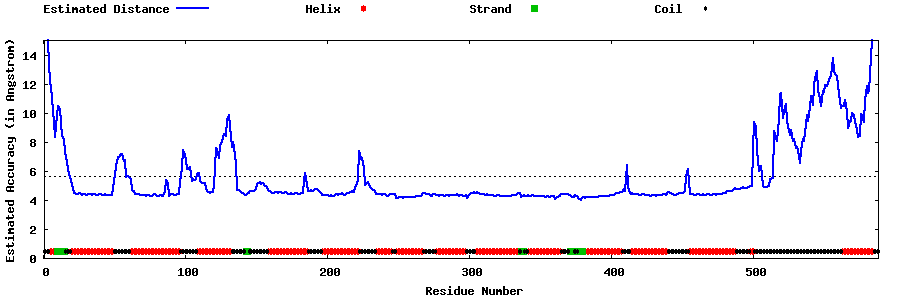 Estimated Distance Helix Strand Coil
Estimated Accuracy (in Angstrom)
14
12
10
8
6
4
2
0
0 100 200 300 400 500
Residue Number